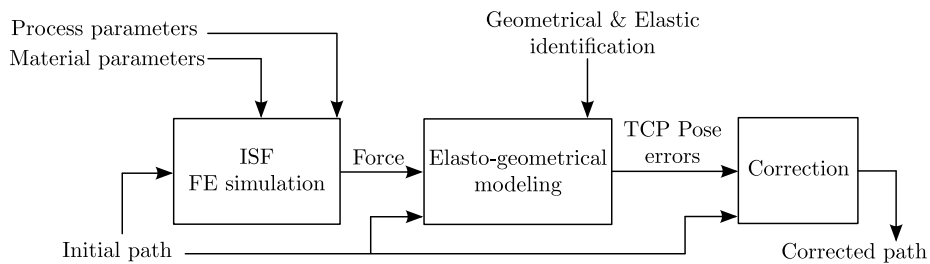 Process parameters
Material parameters
Geometrical & Elastic
identification
ISF
FE simulation
Force
Elasto-geometrical
modeling
TCP Pose
errors
Correction
Initial path
Corrected path